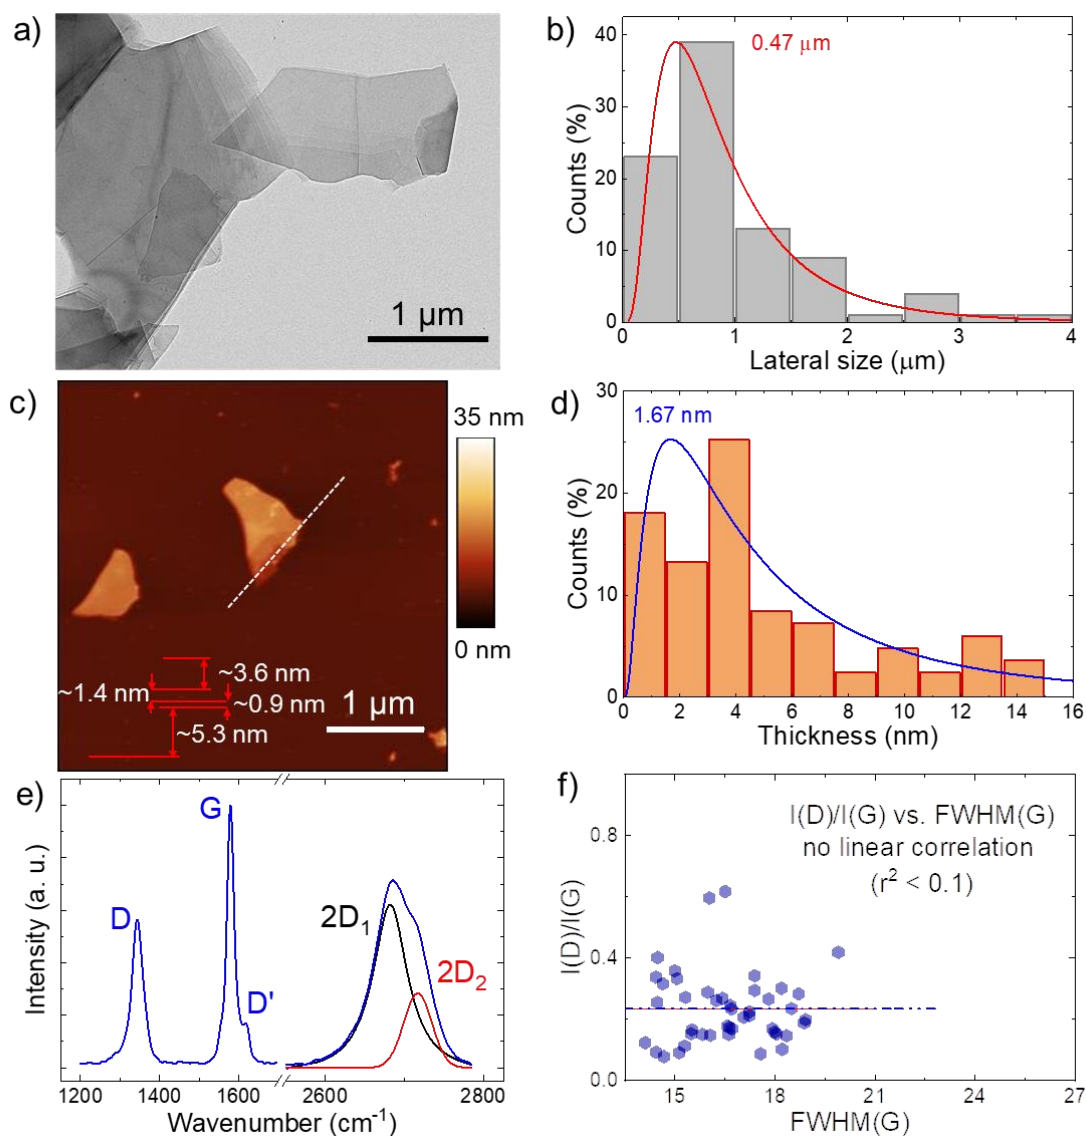 a)
1 μm
b)
0.47 μm
Counts (%)
40
30
20
10
0
0 1 2 3 4
Lateral size (μm)
c)
35 nm
0 nm
~3.6 nm
~1.4 nm
~0.9 nm
~5.3 nm
1 μm
d)
1.67 nm
Counts (%)
30
20
10
0
0 2 4 6 8 10 12 14 16
Thickness (nm)
e)
G
D
D'
2D1
2D2
Intensity (a. u.)
1200 1600 2600 2800
Wavenumber (cm-1)
f)
I(D)/I(G) vs. FWHM(G)
no linear correlation
(r2 < 0.1)
I(D)/I(G)
0.8
0.4
0.0
15 18 21 24 27
FWHM(G)